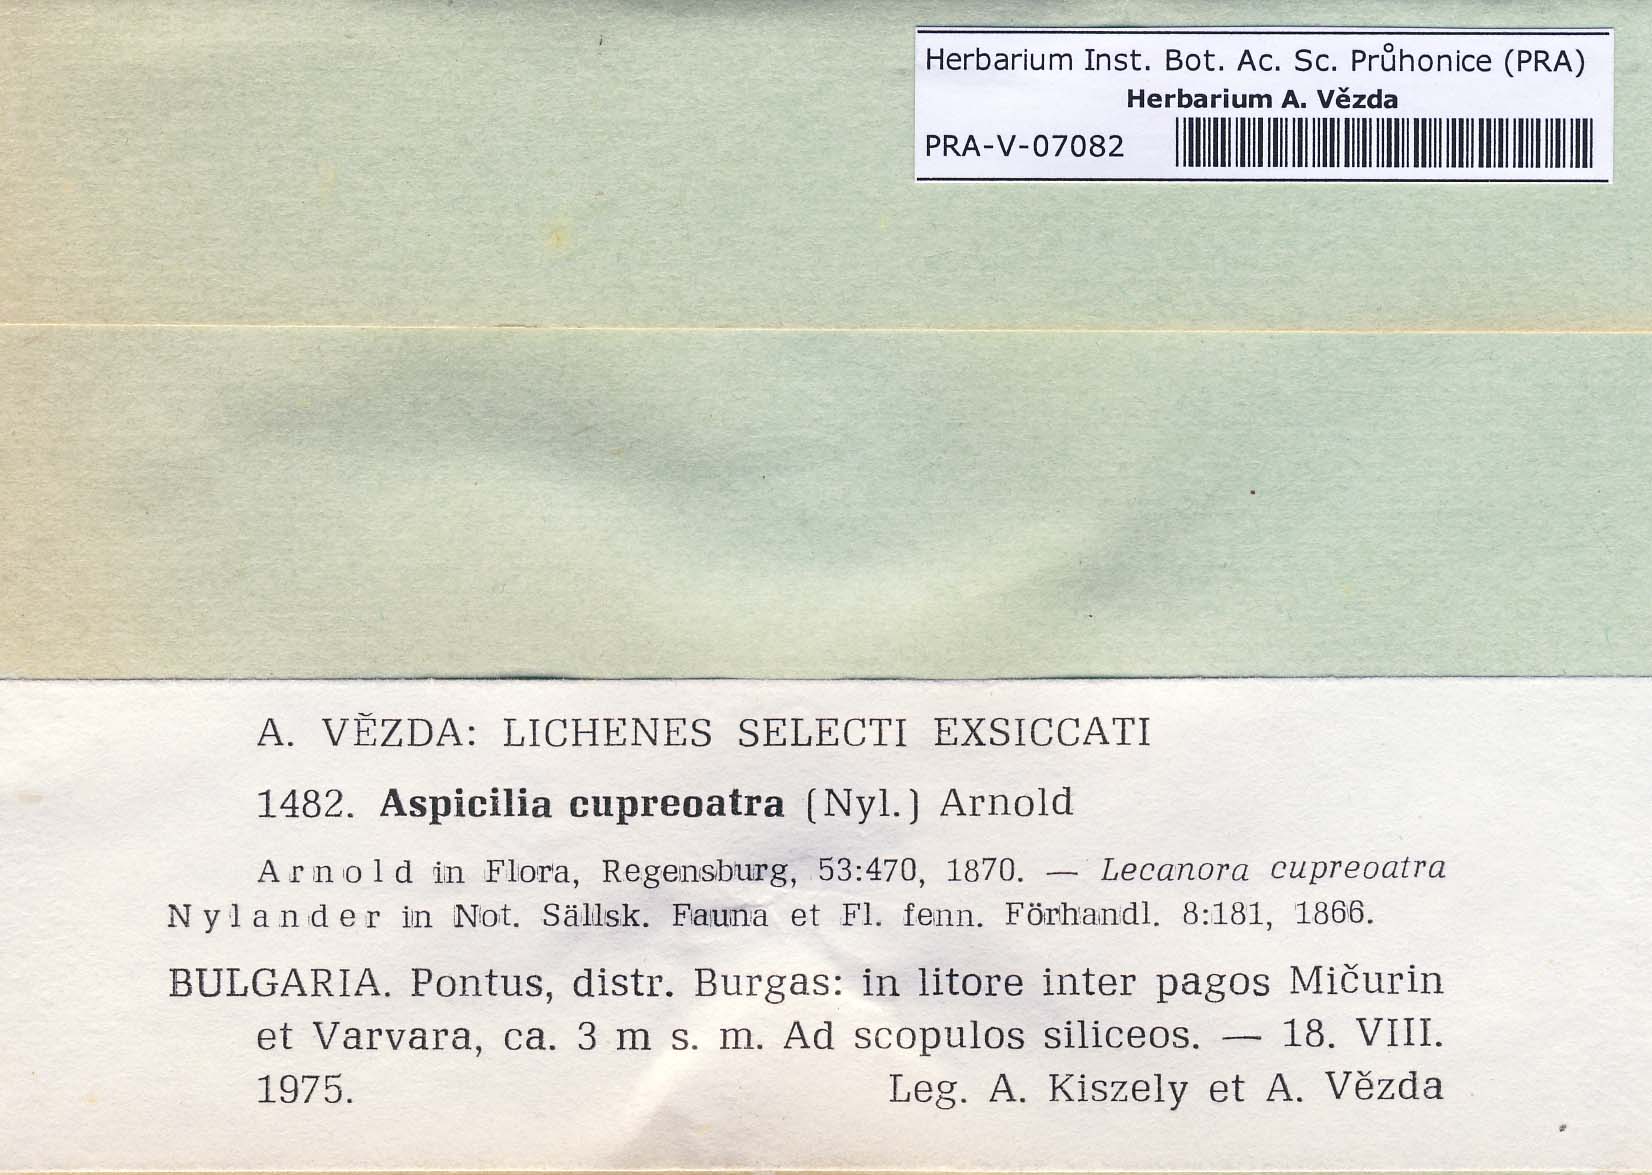 Herbarium Inst. Bot. Ac. Sc. Průhonice (PRA)
Herbarium A. Vězda
PRA-V-07082
A. VĚZDA: LICHENES SELECTI EXSICCATI
1482. Aspicilia cupreoatra (Nyl.) Arnold
Arnold in Flora, Regensburg, 53:470, 1870. — Lecanora cupreoatra
Nylander in Not. Sällsk. Fauna et Fl. fenn. Förhandl. 8:181, 1866.
BULGARIA. Pontus, distr. Burgas: in litore inter pagos Mičurin
et Varvara, ca. 3 m s. m. Ad scopulos siliceos. — 18. VIII.
1975. Leg. A. Kiszely et A. Vězda